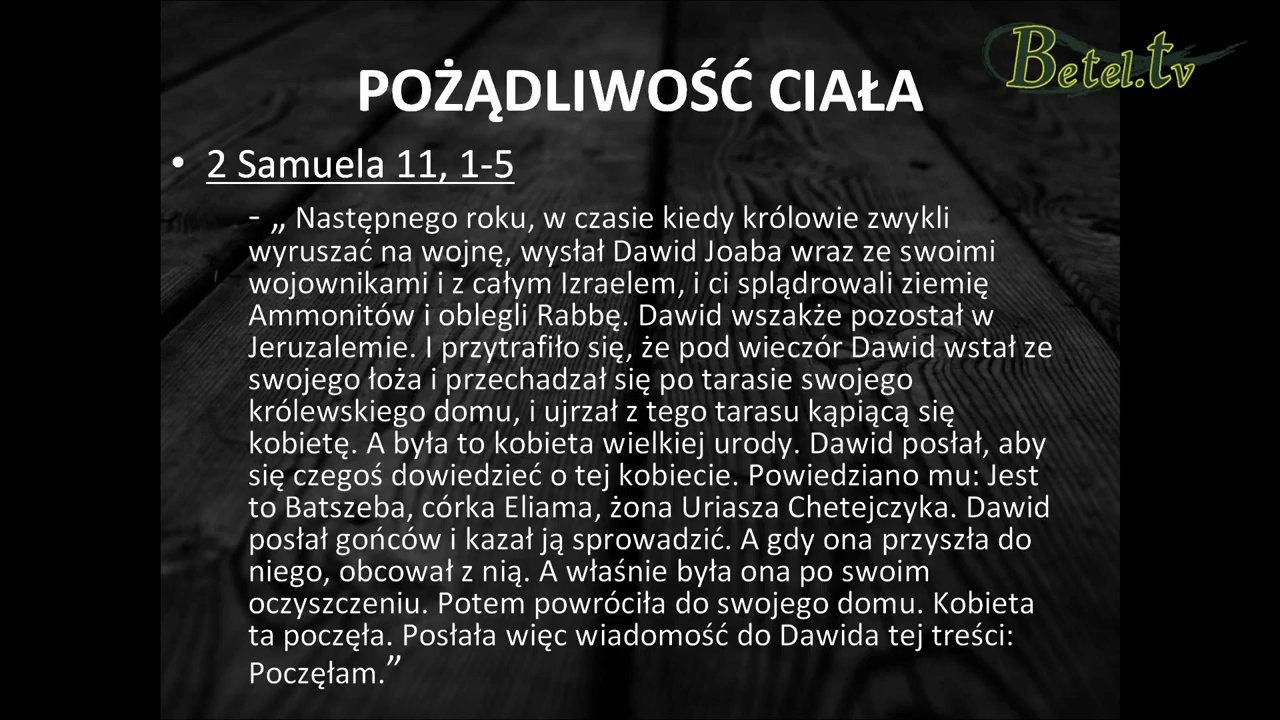 Betel.tv
POŻĄDLIWOŚĆ CIAŁA
• 2 Samuela 11, 1-5
- „ Następnego roku, w czasie kiedy królowie zwykli
wyruszać na wojnę, wysłał Dawid Joaba wraz ze swoimi
wojownikami i z całym Izraelem, i ci splądrowali ziemię
Ammonitów i oblegli Rabbę. Dawid wszakże pozostał w
Jeruzalemie. I przytrafiło się, że pod wieczór Dawid wstał ze
swojego łoża i przechadzał się po tarasie swojego
królewskiego domu, i ujrzał z tego tarasu kąpiącą się
kobietę. A była to kobieta wielkiej urody. Dawid posłał, aby
się czegoś dowiedzieć o tej kobiecie. Powiedziano mu: Jest
to Batszeba, córka Eliama, żona Uriasza Chetejczyka. Dawid
posłał gońców i kazał ją sprowadzić. A gdy ona przyszła do
niego, obcował z nią. A właśnie była ona po swoim
oczyszczeniu. Potem powróciła do swojego domu. Kobieta
ta poczęła. Posłała więc wiadomość do Dawida tej treści:
Poczęłam.”